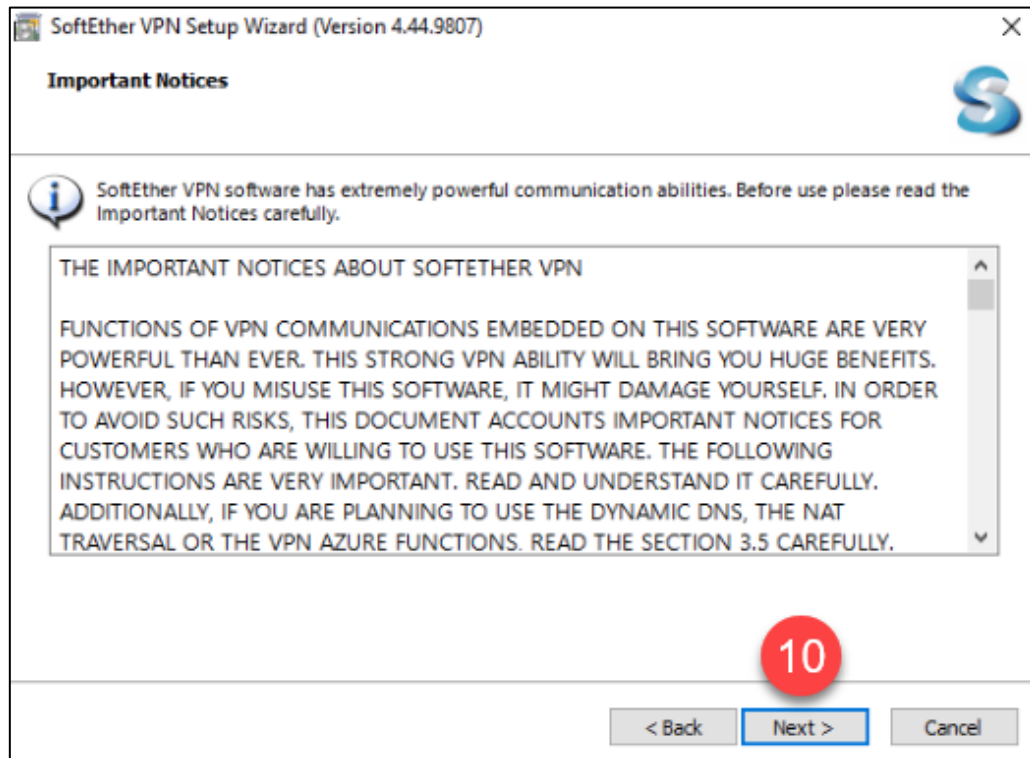 SoftEther VPN Setup Wizard (Version 4.44.9807)
Important Notices
SoftEther VPN software has extremely powerful communication abilities. Before use please read the
Important Notices carefully.
THE IMPORTANT NOTICES ABOUT SOFTETHER VPN
FUNCTIONS OF VPN COMMUNICATIONS EMBEDDED ON THIS SOFTWARE ARE VERY
POWERFUL THAN EVER. THIS STRONG VPN ABILITY WILL BRING YOU HUGE BENEFITS.
HOWEVER, IF YOU MISUSE THIS SOFTWARE, IT MIGHT DAMAGE YOURSELF. IN ORDER
TO AVOID SUCH RISKS, THIS DOCUMENT ACCOUNTS IMPORTANT NOTICES FOR
CUSTOMERS WHO ARE WILLING TO USE THIS SOFTWARE. THE FOLLOWING
INSTRUCTIONS ARE VERY IMPORTANT. READ AND UNDERSTAND IT CAREFULLY.
ADDITIONALLY, IF YOU ARE PLANNING TO USE THE DYNAMIC DNS, THE NAT
TRAVERSAL OR THE VPN AZURE FUNCTIONS. READ THE SECTION 3.5 CAREFULLY.
10
< Back Next > Cancel